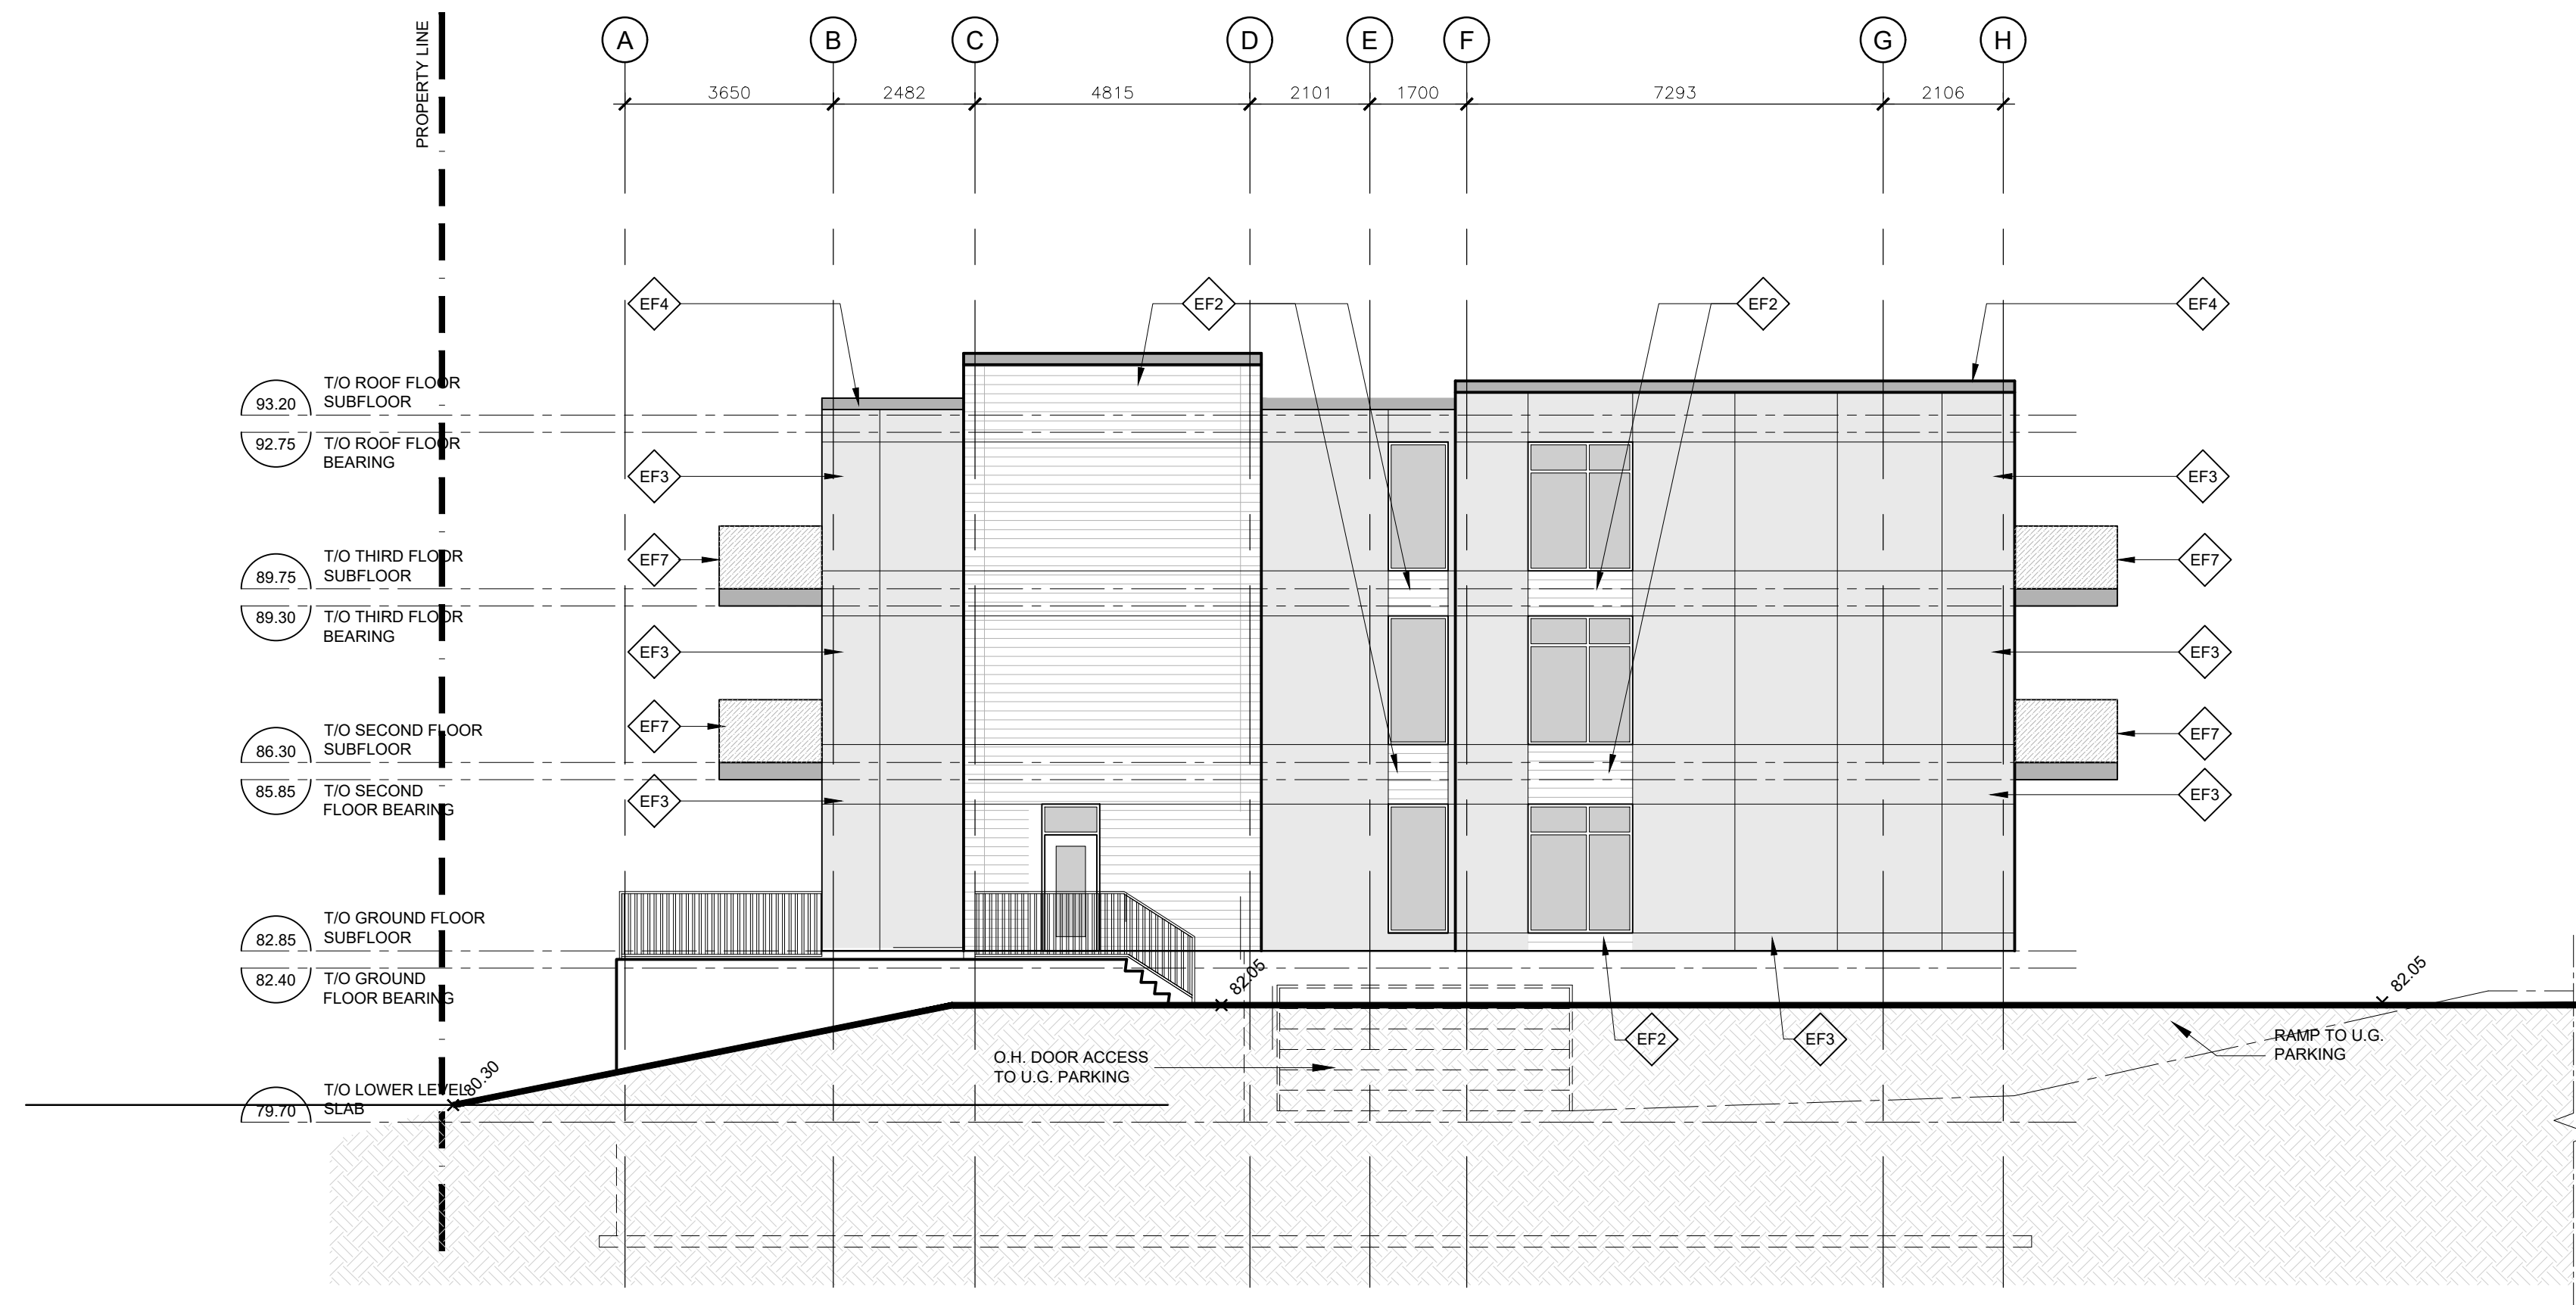 PROPERTY LINE
A
B
C
D
E
F
G
H
3650
2482
4815
2101
1700
7293
2106
EF4
EF2
EF2
EF4
93.20
T/O ROOF FLOOR
SUBFLOOR
92.75
T/O ROOF FLOOR
BEARING
EF3
EF3
89.75
T/O THIRD FLOOR
SUBFLOOR
EF7
EF7
89.30
T/O THIRD FLOOR
BEARING
EF3
EF3
86.30
T/O SECOND FLOOR
SUBFLOOR
EF7
EF7
85.85
T/O SECOND
FLOOR BEARING
EF3
EF3
82.85
T/O GROUND FLOOR
SUBFLOOR
82.40
T/O GROUND
FLOOR BEARING
82.05
82.05
EF2
EF3
RAMP TO U.G.
PARKING
O.H. DOOR ACCESS
TO U.G. PARKING
79.70
T/O LOWER LEVEL
SLAB
80.30